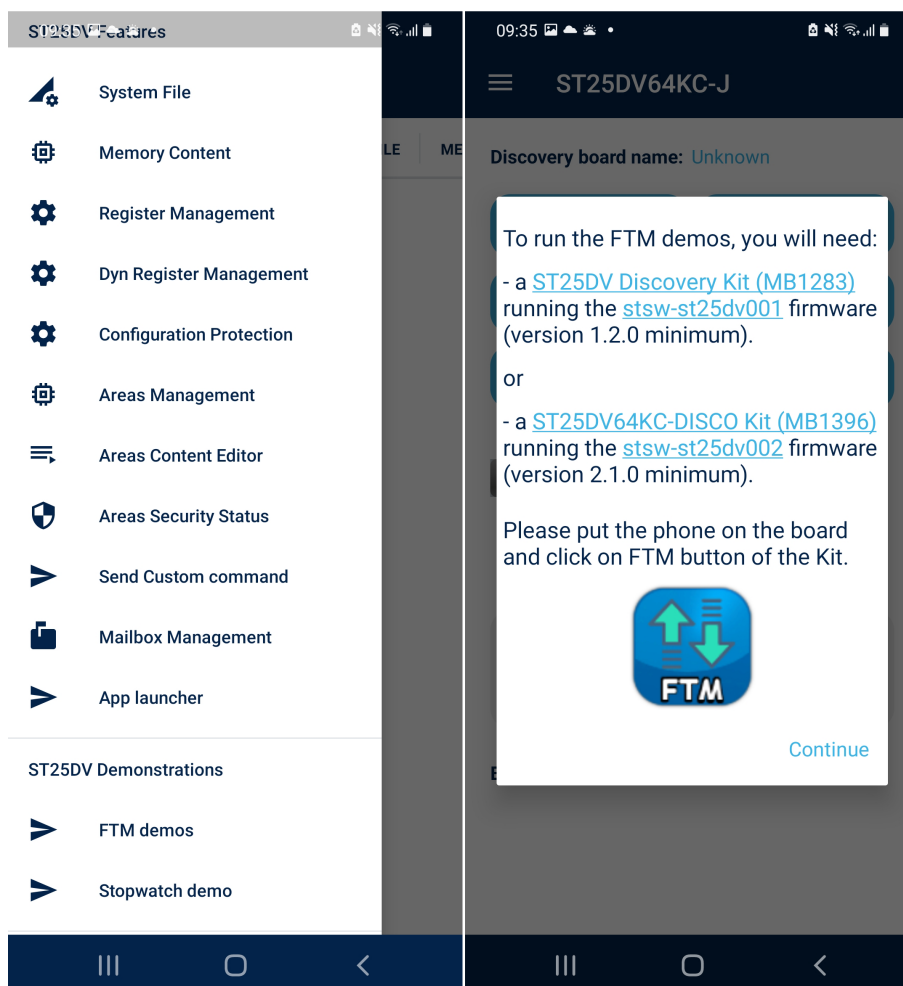 09:35
ST25DV Features
System File
Memory Content
Register Management
Dyn Register Management
Configuration Protection
Areas Management
Areas Content Editor
Areas Security Status
Send Custom command
Mailbox Management
App launcher
ST25DV Demonstrations
FTM demos
Stopwatch demo
LE ME
09:35
ST25DV64KC-J
Discovery board name: Unknown
To run the FTM demos, you will need:
- a ST25DV Discovery Kit (MB1283)
running the stsw-st25dv001 firmware
(version 1.2.0 minimum).
or
- a ST25DV64KC-DISCO Kit (MB1396)
running the stsw-st25dv002 firmware
(version 2.1.0 minimum).
Please put the phone on the board
and click on FTM button of the Kit.
FTM
Continue